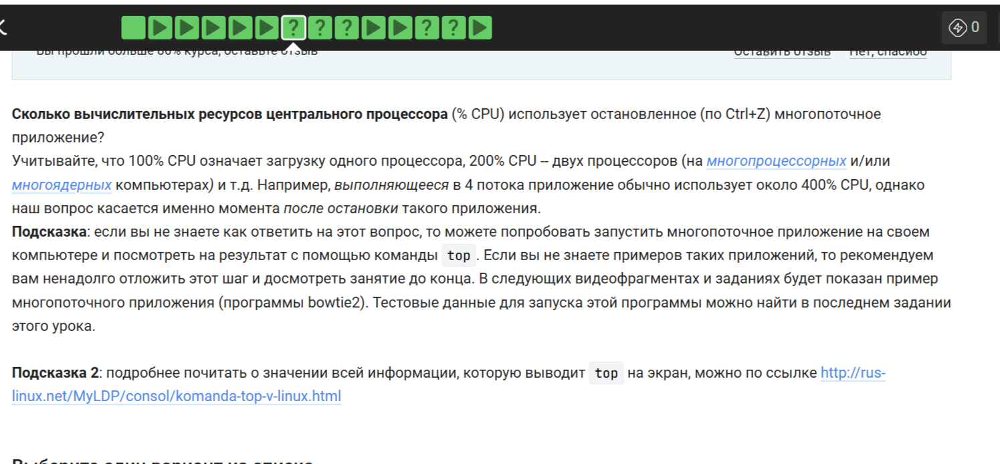 ? ? ? ? ?
0
Вы прошли больше 80% курса, оставьте отзыв Оставить отзыв Нет, спасибо
Сколько вычислительных ресурсов центрального процессора (% CPU) использует остановленное (по Ctrl+Z) многопоточное
приложение?
Учитывайте, что 100% CPU означает загрузку одного процессора, 200% CPU -- двух процессоров (на многопроцессорных и/или
многоядерных компьютерах) и т.д. Например, выполняющееся в 4 потока приложение обычно использует около 400% CPU, однако
наш вопрос касается именно момента после остановки такого приложения.
Подсказка: если вы не знаете как ответить на этот вопрос, то можете попробовать запустить многопоточное приложение на своем
компьютере и посмотреть на результат с помощью команды top . Если вы не знаете примеров таких приложений, то рекомендуем
вам ненадолго отложить этот шаг и досмотреть занятие до конца. В следующих видеофрагментах и заданиях будет показан пример
многопоточного приложения (программы bowtie2). Тестовые данные для запуска этой программы можно найти в последнем задании
этого урока.
Подсказка 2: подробнее почитать о значении всей информации, которую выводит top на экран, можно по ссылке http://rus-
linux.net/MyLDP/consol/komanda-top-v-linux.html
Выберите один вариант из списка